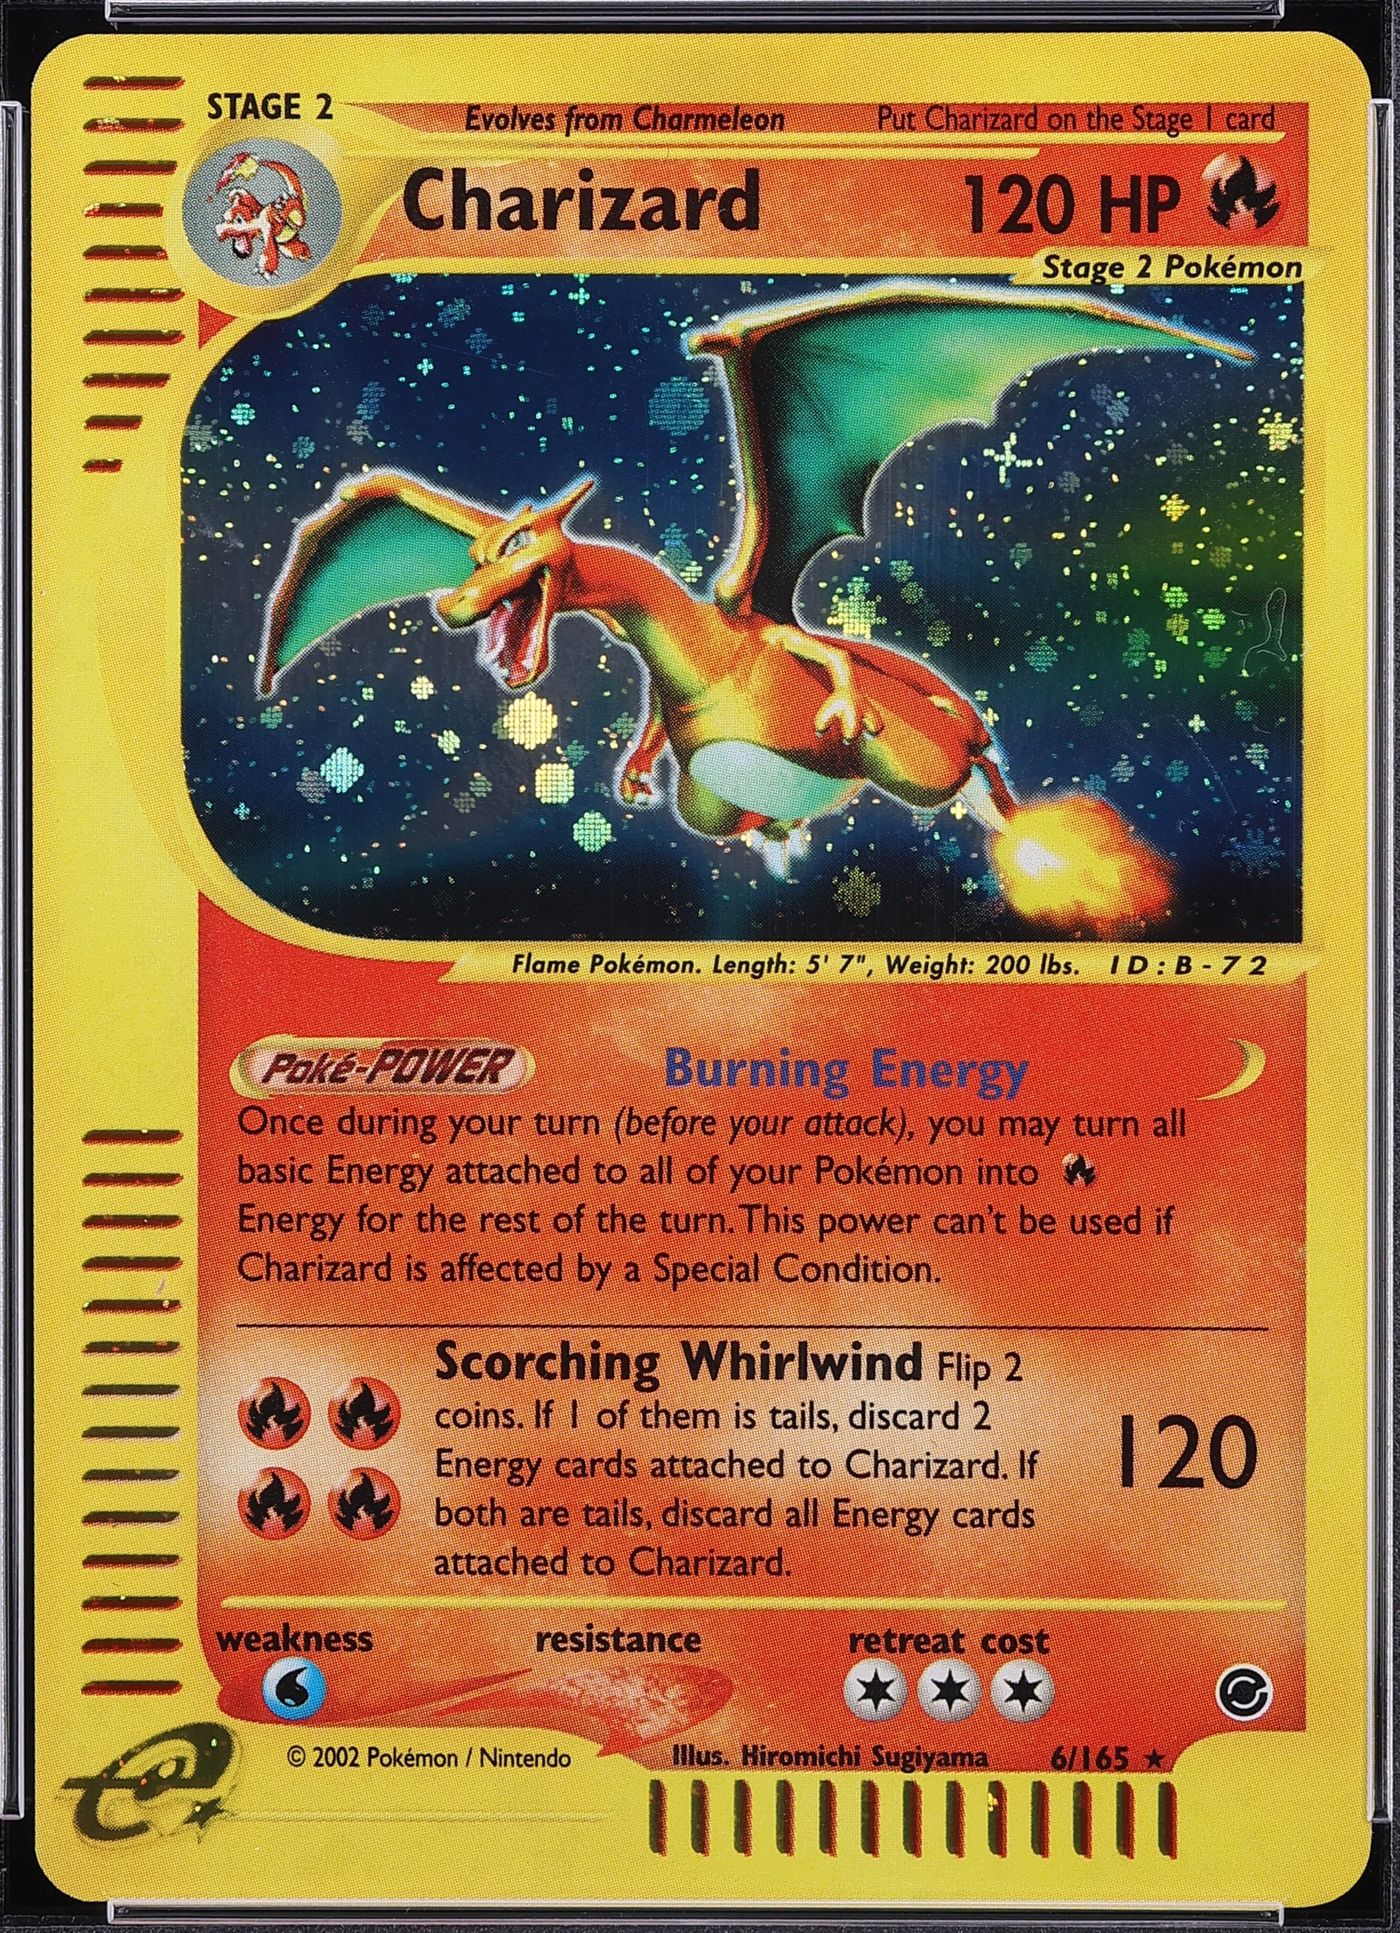 STAGE 2
Evolves from Charmeleon Put Charizard on the Stage 1 card
Charizard 120 HP
Stage 2 Pokémon
Flame Pokémon. Length: 5' 7", Weight: 200 lbs. ID:B-72
Poké-POWER Burning Energy
Once during your turn (before your attack), you may turn all
basic Energy attached to all of your Pokémon into
Energy for the rest of the turn. This power can't be used if
Charizard is affected by a Special Condition.
Scorching Whirlwind Flip 2
coins. If 1 of them is tails, discard 2
Energy cards attached to Charizard. If
both are tails, discard all Energy cards
attached to Charizard.
120
weakness resistance retreat cost
© 2002 Pokémon / Nintendo Illus. Hiromichi Sugiyama 6/165 ★
e